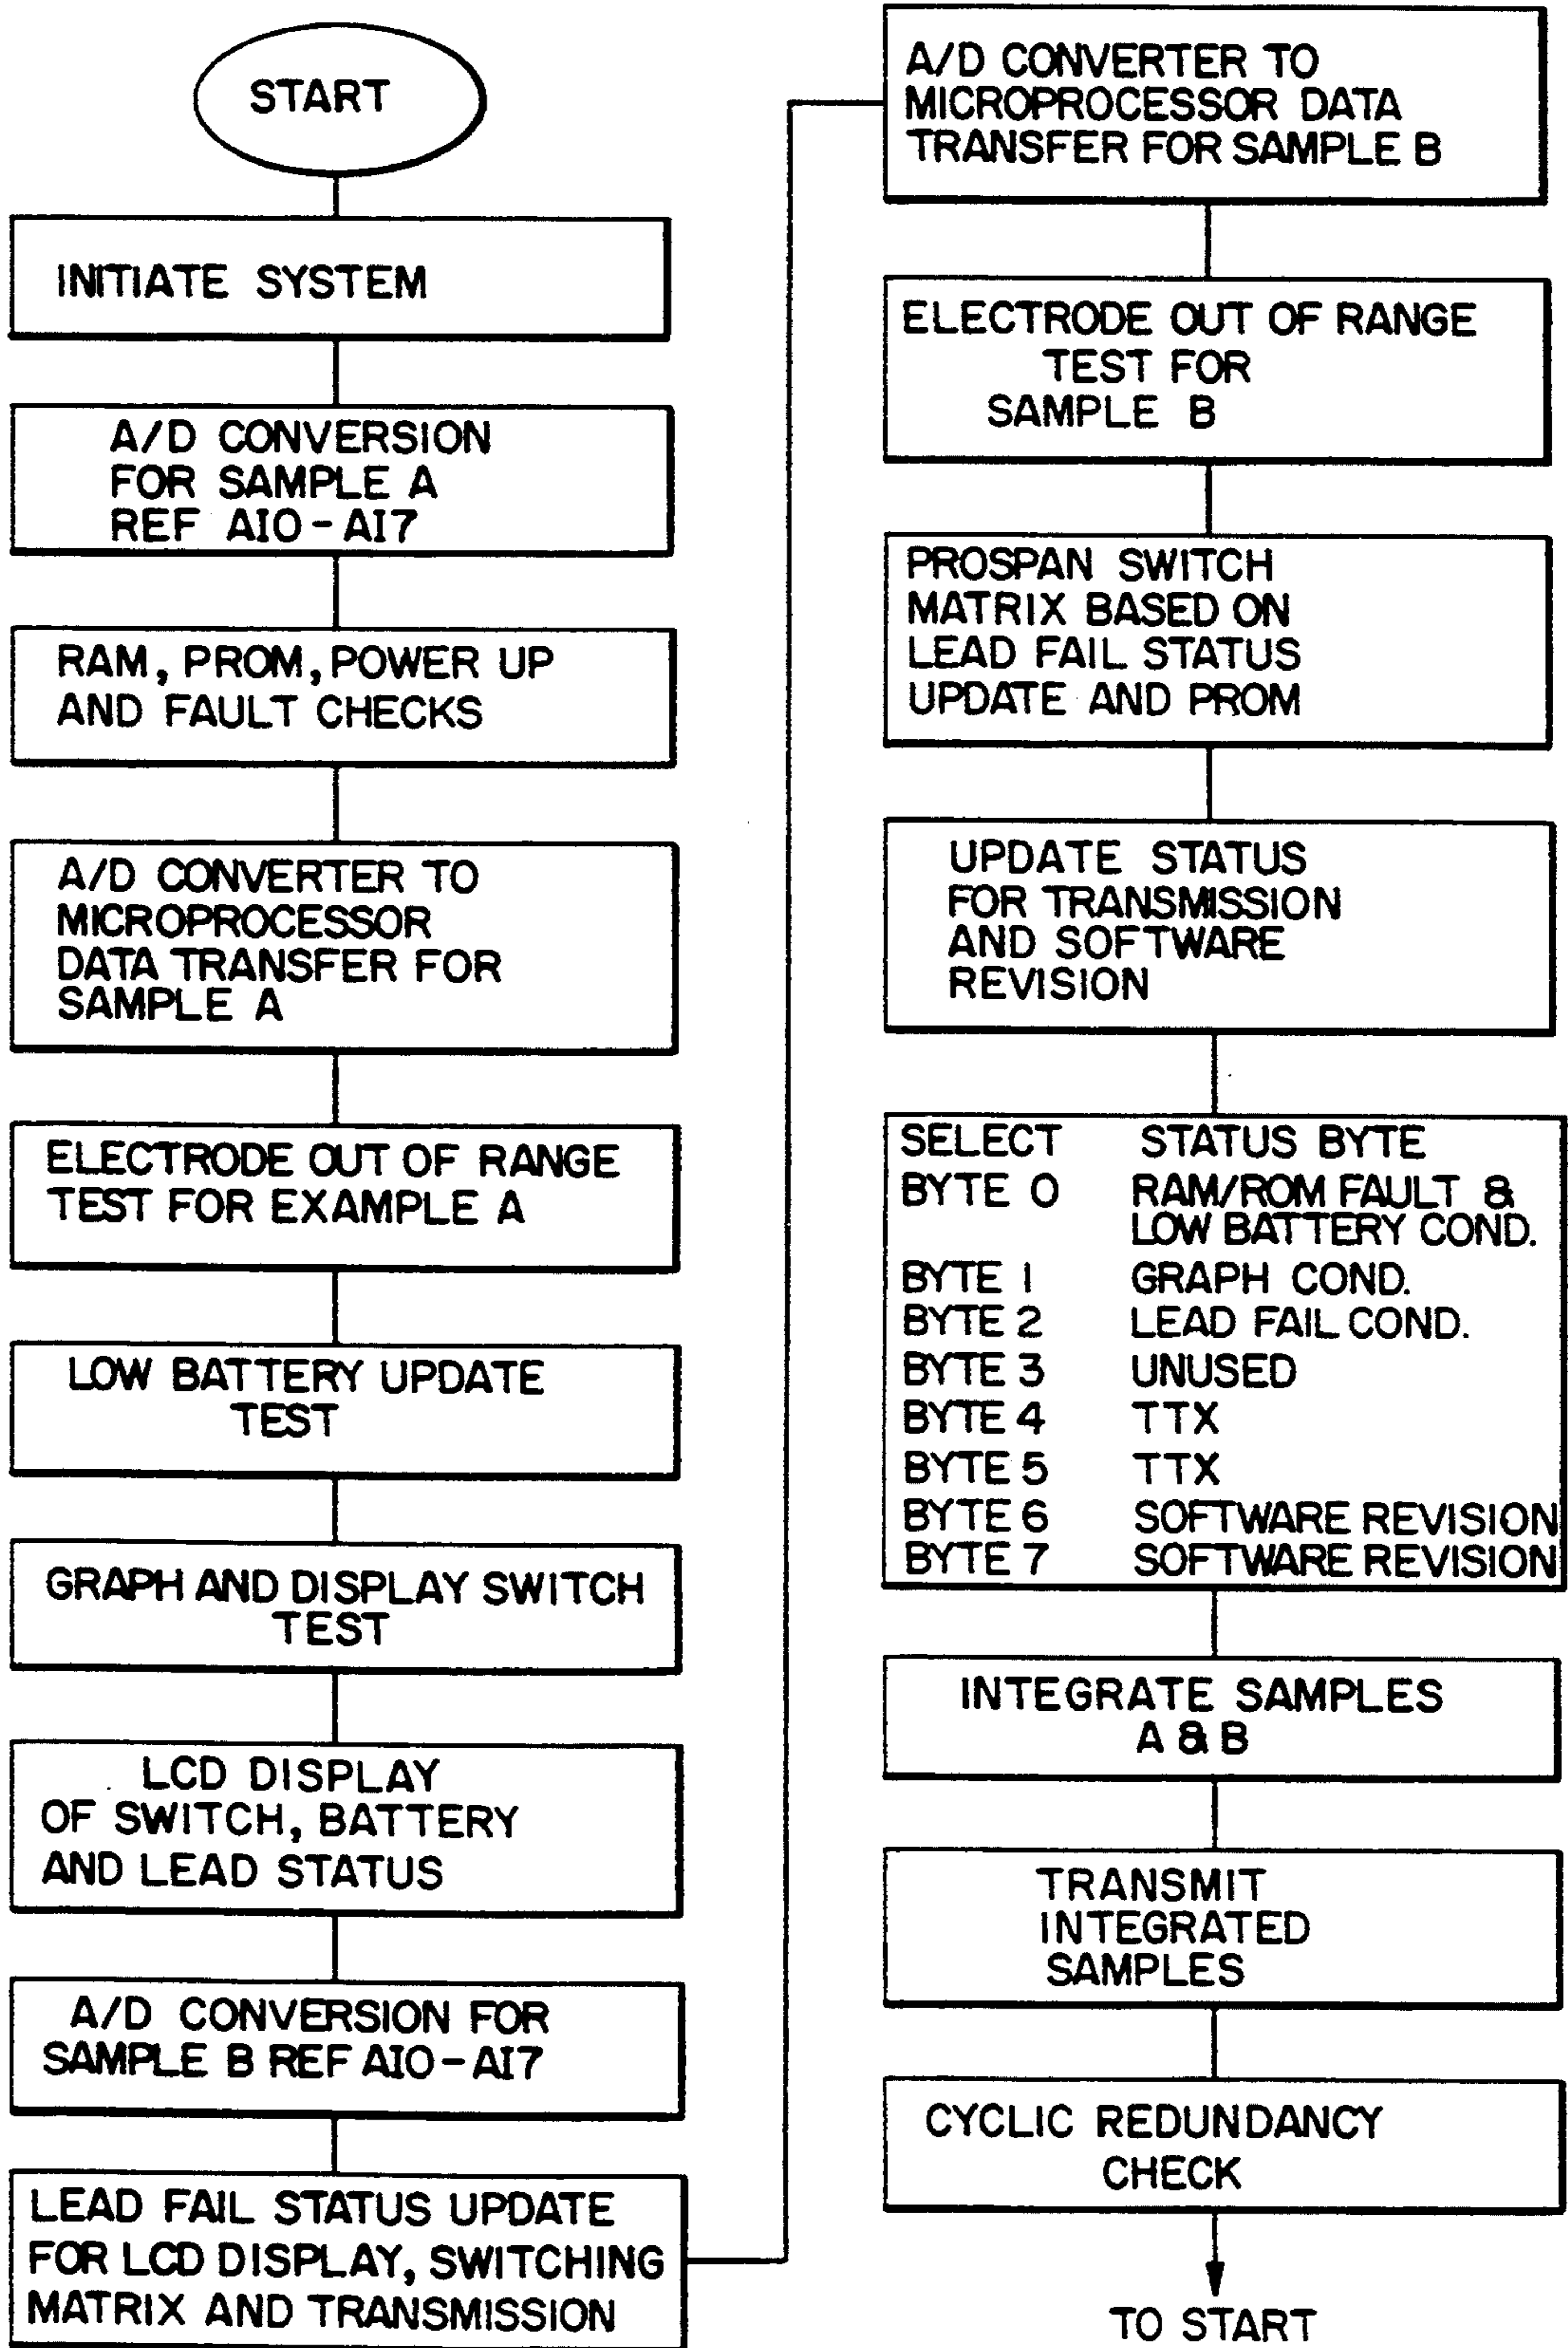 START
INITIATE SYSTEM
A/D CONVERSION
FOR SAMPLE A
REF AI0-AI7
RAM, PROM, POWER UP
AND FAULT CHECKS
A/D CONVERTER TO
MICROPROCESSOR
DATA TRANSFER FOR
SAMPLE A
ELECTRODE OUT OF RANGE
TEST FOR EXAMPLE A
LOW BATTERY UPDATE
TEST
GRAPH AND DISPLAY SWITCH
TEST
LCD DISPLAY
OF SWITCH, BATTERY
AND LEAD STATUS
A/D CONVERSION FOR
SAMPLE B REF AI0-AI7
LEAD FAIL STATUS UPDATE
FOR LCD DISPLAY, SWITCHING
MATRIX AND TRANSMISSION
A/D CONVERTER TO
MICROPROCESSOR DATA
TRANSFER FOR SAMPLE B
ELECTRODE OUT OF RANGE
TEST FOR
SAMPLE B
PROSPAN SWITCH
MATRIX BASED ON
LEAD FAIL STATUS
UPDATE AND PROM
UPDATE STATUS
FOR TRANSMISSION
AND SOFTWARE
REVISION
SELECT STATUS BYTE
BYTE 0 RAM/ROM FAULT &
LOW BATTERY COND.
BYTE 1 GRAPH COND.
BYTE 2 LEAD FAIL COND.
BYTE 3 UNUSED
BYTE 4 TTX
BYTE 5 TTX
BYTE 6 SOFTWARE REVISION
BYTE 7 SOFTWARE REVISION
INTEGRATE SAMPLES
A & B
TRANSMIT
INTEGRATED
SAMPLES
CYCLIC REDUNDANCY
CHECK
TO START